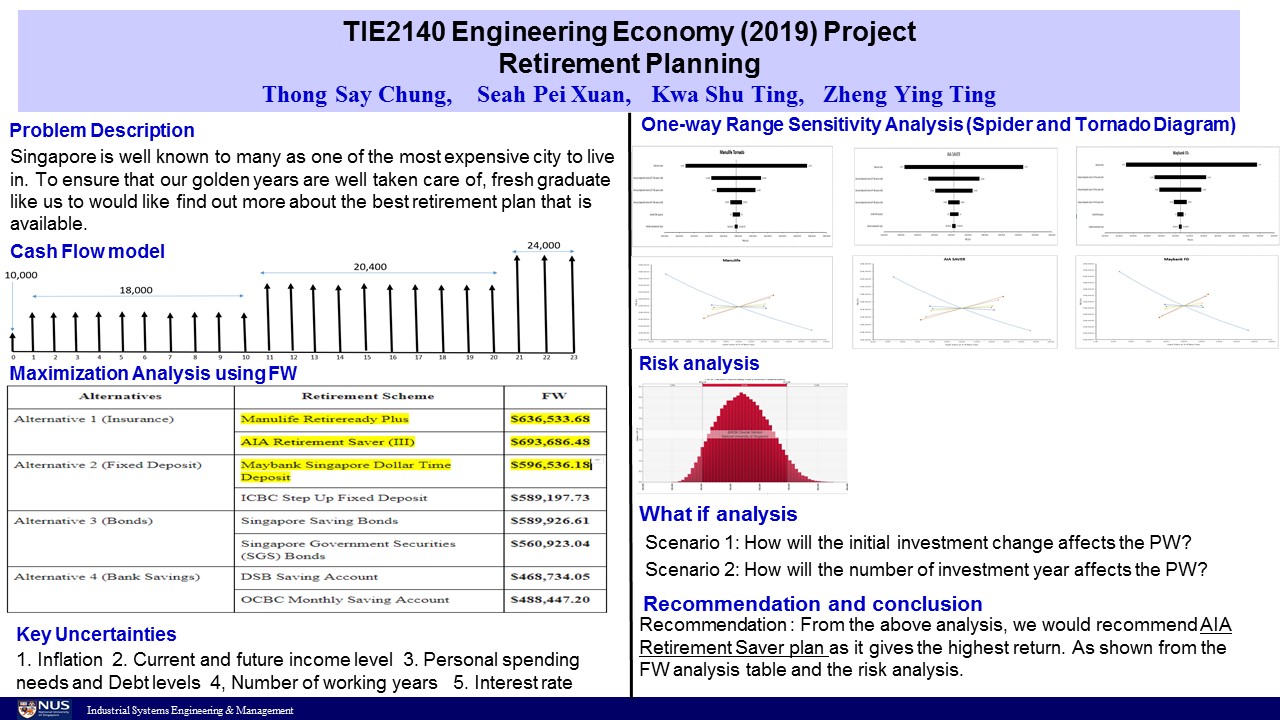 TIE2140 Engineering Economy (2019) Project
Retirement Planning
Thong Say Chung, Seah Pei Xuan, Kwa Shu Ting, Zheng Ying Ting
Problem Description
Singapore is well known to many as one of the most expensive city to live
in. To ensure that our golden years are well taken care of, fresh graduate
like us to would like find out more about the best retirement plan that is
available.
Cash Flow model
24,000
20,400
10,000
18,000
0 1 2 3 4 5 6 7 8 9 10 11 12 13 14 15 16 17 18 19 20 21 22 23
Maximization Analysis using FW
Alternatives Retirement Scheme FW
Alternative 1 (Insurance) Manulife Retireready Plus $636,533.68
AIA Retirement Saver (III) $693,686.48
Alternative 2 (Fixed Deposit) Maybank Singapore Dollar Time $596,536.18
Deposit
ICBC Step Up Fixed Deposit $589,197.73
Alternative 3 (Bonds) Singapore Saving Bonds $589,926.61
Singapore Government Securities $560,923.04
(SGS) Bonds
Alternative 4 (Bank Savings) DSB Saving Account $468,734.05
OCBC Monthly Saving Account $488,447.20
Key Uncertainties
1. Inflation 2. Current and future income level 3. Personal spending
needs and Debt levels 4, Number of working years 5. Interest rate
One-way Range Sensitivity Analysis (Spider and Tornado Diagram)
Manulife Tornado
AIA SAVER
Maybank FD
Manulife
AIA SAVER
Maybank FD
Risk analysis
What if analysis
Scenario 1: How will the initial investment change affects the PW?
Scenario 2: How will the number of investment year affects the PW?
Recommendation and conclusion
Recommendation : From the above analysis, we would recommend AIA
Retirement Saver plan as it gives the highest return. As shown from the
FW analysis table and the risk analysis.
NUS
National University
of Singapore
Industrial Systems Engineering & Management